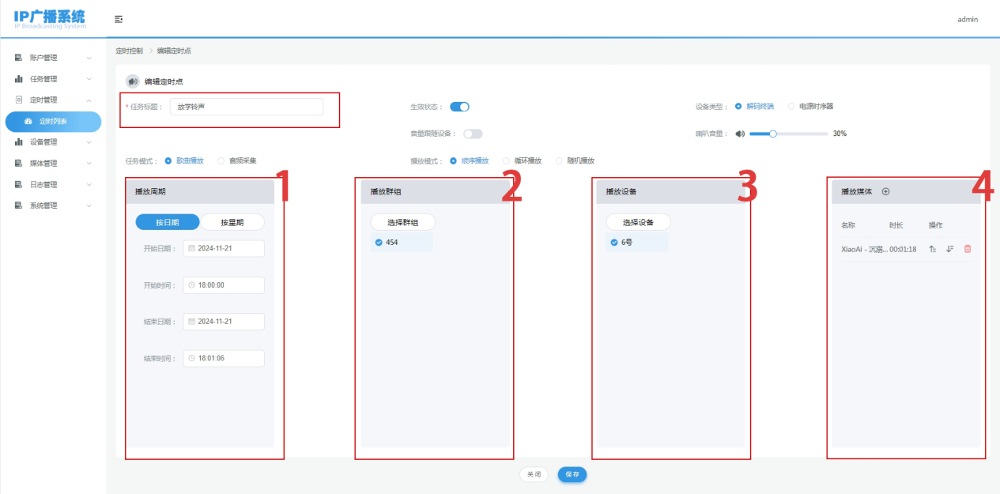 IP广播系统
IP Broadcasting System
admin
账户管理
任务管理
定时管理
定时列表
设备管理
媒体管理
日志管理
系统管理
定时控制 > 编辑定时点
编辑定时点
* 任务标题： 放学铃声
生效状态：
设备类型： 解码终端 电源时序器
音量跟随设备：
喇叭音量： 30%
任务模式： 歌曲播放 音频采集
播放模式： 顺序播放 循环播放 随机播放
1
播放周期
按日期 按星期
开始日期： 2024-11-21
开始时间： 18:00:00
结束日期： 2024-11-21
结束时间： 18:01:06
2
播放群组
选择群组
454
3
播放设备
选择设备
6号
4
播放媒体
名称 时长 操作
XiaoAi - 沉溺... 00:01:18
关闭 保存